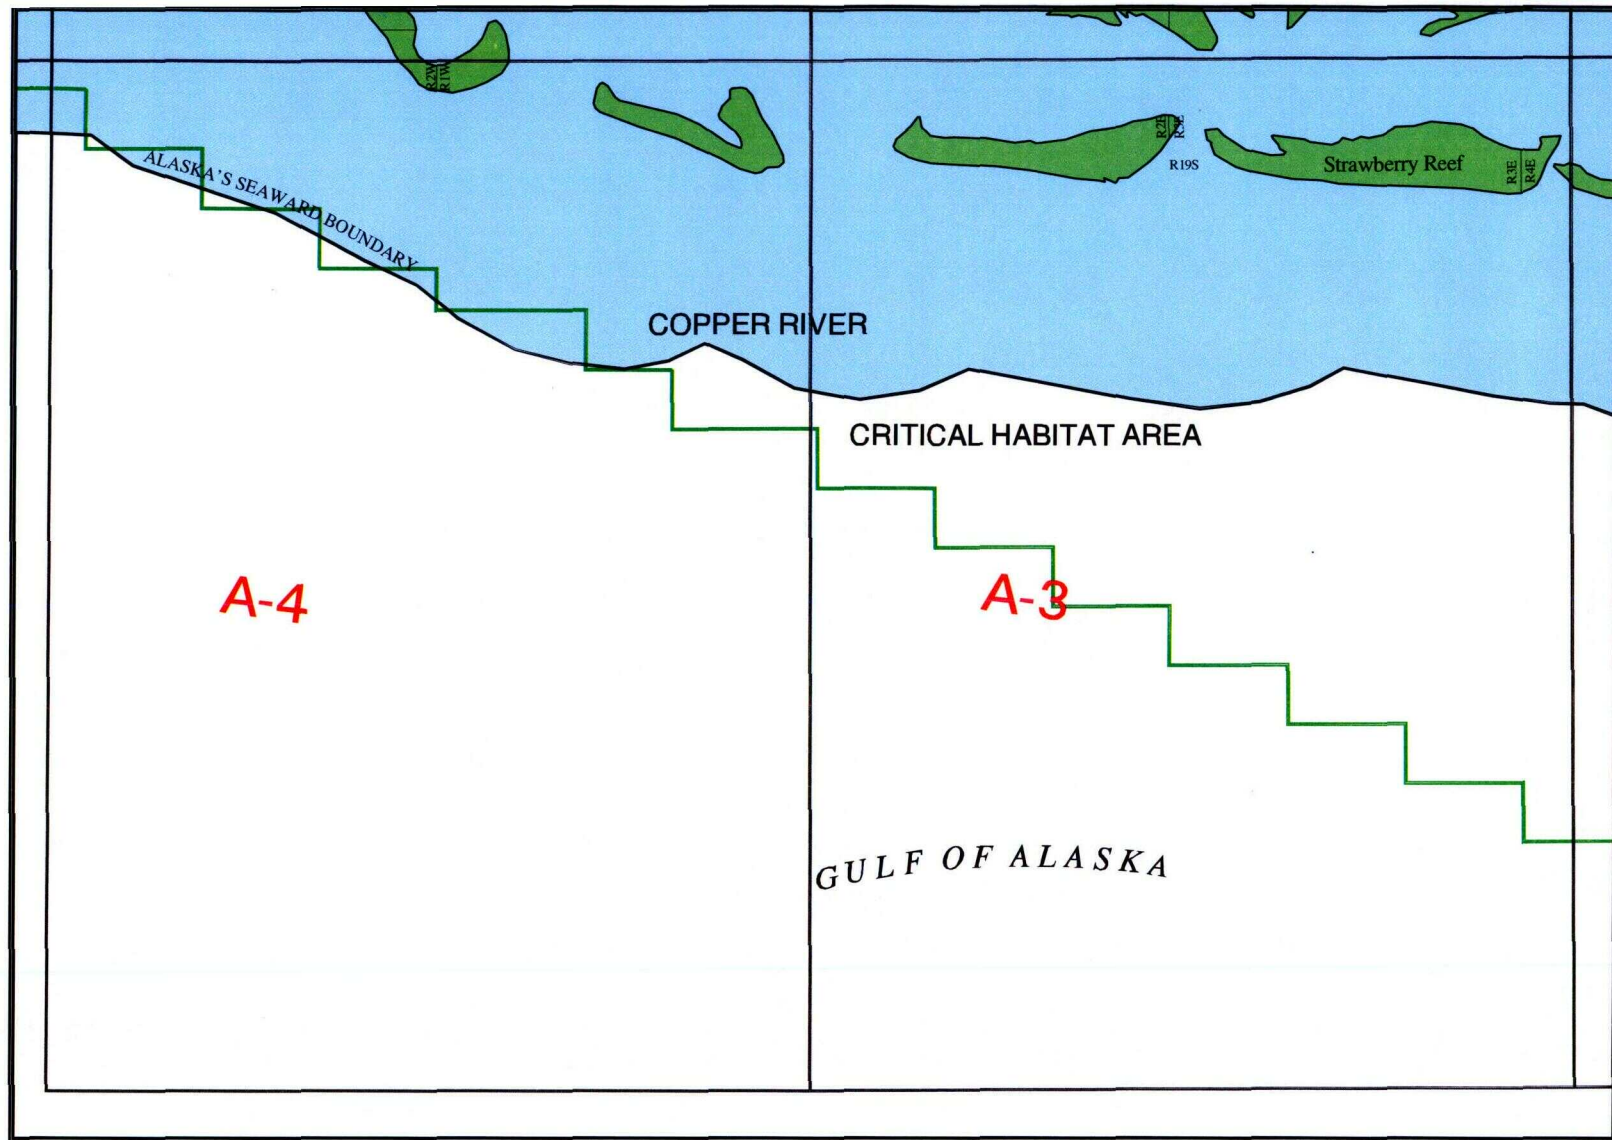 R2W
R1W
R2E
R3E
R19S
Strawberry Reef
R3E
R4E
ALASKA'S SEAWARD BOUNDARY
COPPER RIVER
CRITICAL HABITAT AREA
A-4
A-3
GULF OF ALASKA